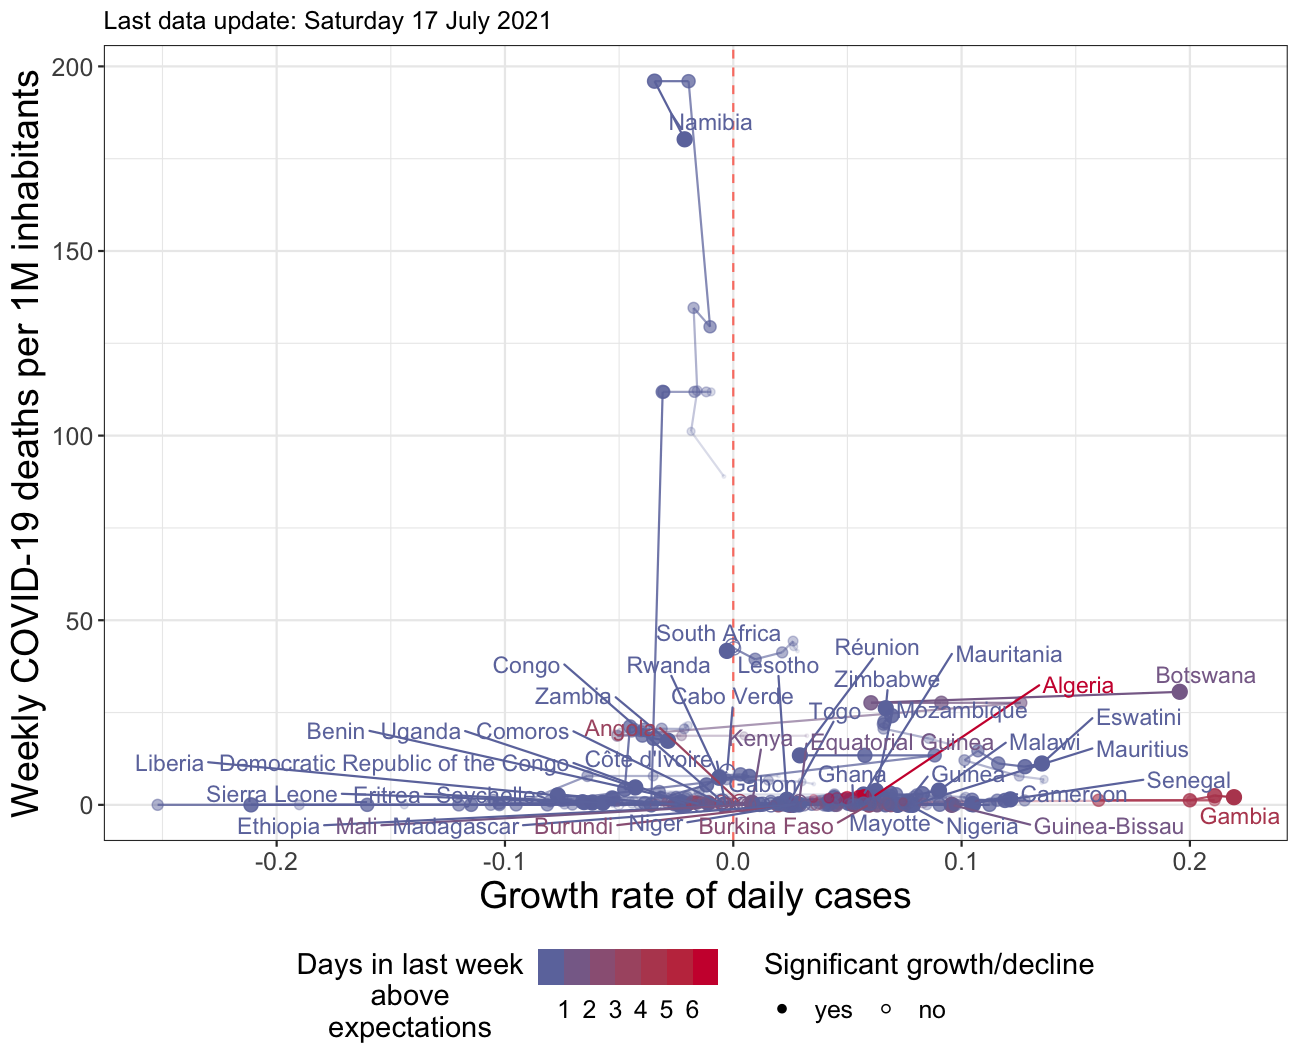 Last data update: Saturday 17 July 2021
Weekly COVID-19 deaths per 1M inhabitants
200
150
100
50
0
Namibia
South Africa
Réunion
Mauritania
Congo
Rwanda
Lesotho
Zimbabwe
Algeria
Botswana
Zambia
Cabo Verde
Togo
Mozambique
Eswatini
Benin
Uganda
Comoros
Angola
Kenya
Equatorial Guinea
Malawi
Mauritius
Liberia
Democratic Republic of the Congo
Côte d'Ivoire
Ghana
Guinea
Senegal
Sierra Leone
Eritrea
Seychelles
Gabon
Cameroon
Gambia
Ethiopia
Mali
Madagascar
Burundi
Niger
Burkina Faso
Mayotte
Nigeria
Guinea-Bissau
-0.2
-0.1
0.0
0.1
0.2
Growth rate of daily cases
Days in last week
above
expectations
1 2 3 4 5 6
Significant growth/decline
yes
no